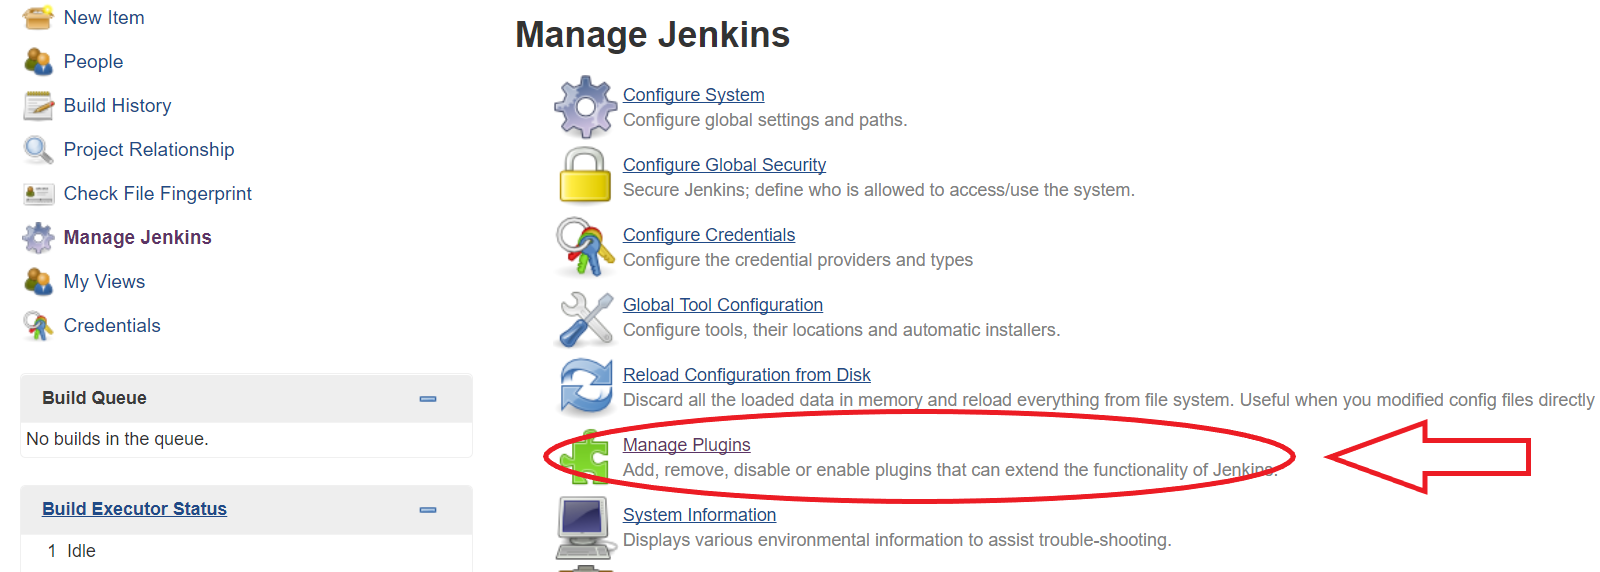 New Item
People
Build History
Project Relationship
Check File Fingerprint
Manage Jenkins
My Views
Credentials
Build Queue
No builds in the queue.
Build Executor Status
1 Idle
Manage Jenkins
Configure System
Configure global settings and paths.
Configure Global Security
Secure Jenkins; define who is allowed to access/use the system.
Configure Credentials
Configure the credential providers and types
Global Tool Configuration
Configure tools, their locations and automatic installers.
Reload Configuration from Disk
Discard all the loaded data in memory and reload everything from file system. Useful when you modified config files directly
Manage Plugins
Add, remove, disable or enable plugins that can extend the functionality of Jenkins.
System Information
Displays various environmental information to assist trouble-shooting.